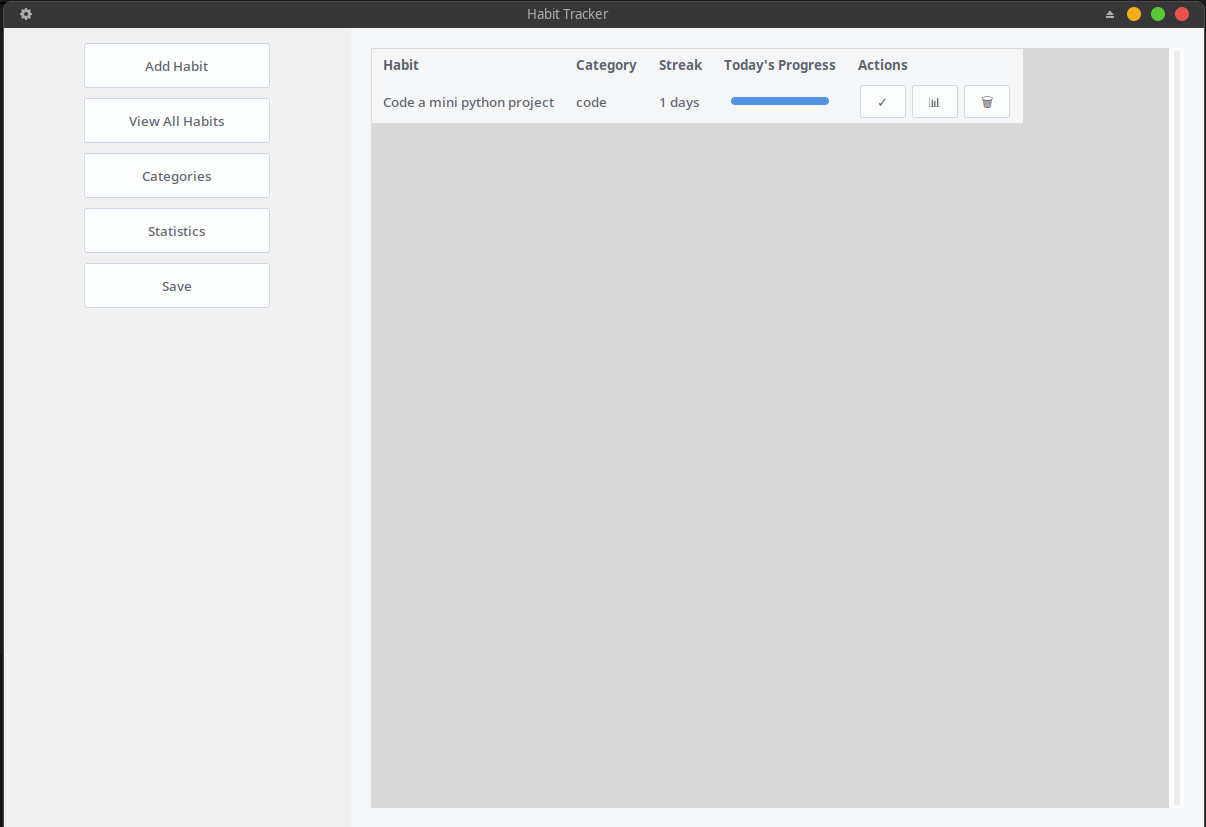 Habit Tracker
Add Habit
View All Habits
Categories
Statistics
Save
Habit Category Streak Today's Progress Actions
Code a mini python project code 1 days ✓